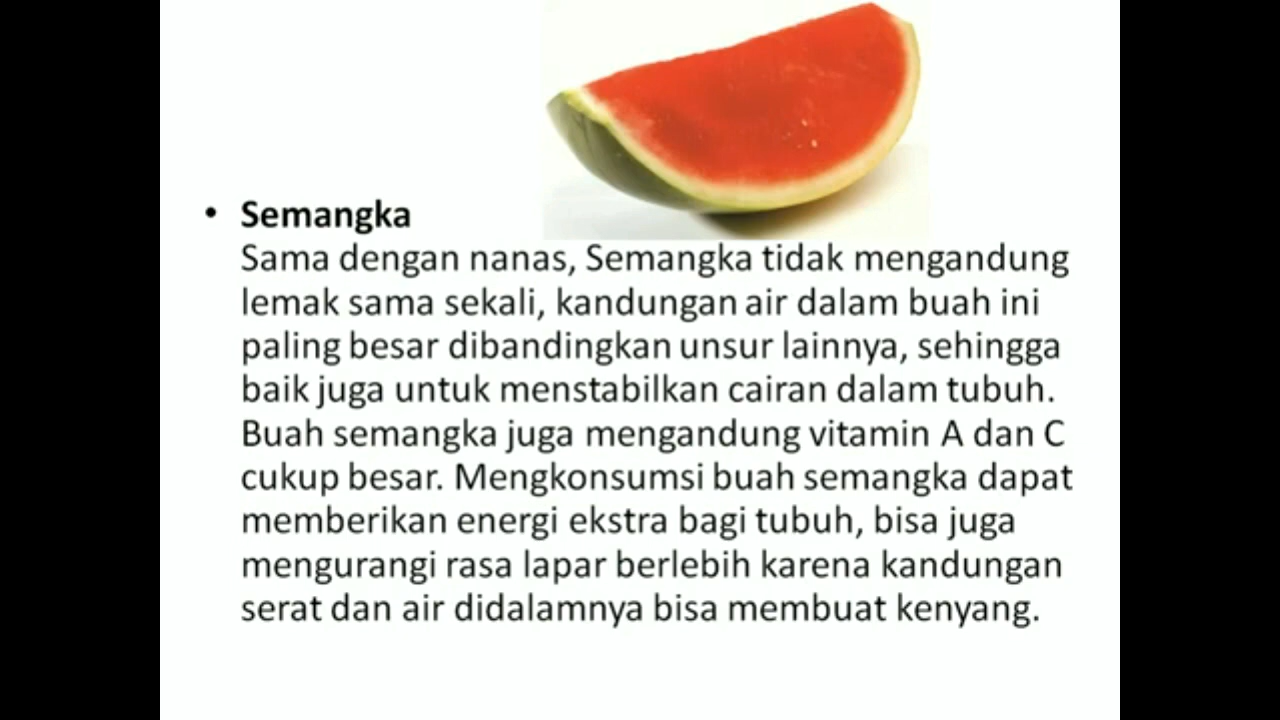 • Semangka
Sama dengan nanas, Semangka tidak mengandung
lemak sama sekali, kandungan air dalam buah ini
paling besar dibandingkan unsur lainnya, sehingga
baik juga untuk menstabilkan cairan dalam tubuh.
Buah semangka juga mengandung vitamin A dan C
cukup besar. Mengkonsumsi buah semangka dapat
memberikan energi ekstra bagi tubuh, bisa juga
mengurangi rasa lapar berlebih karena kandungan
serat dan air didalamnya bisa membuat kenyang.